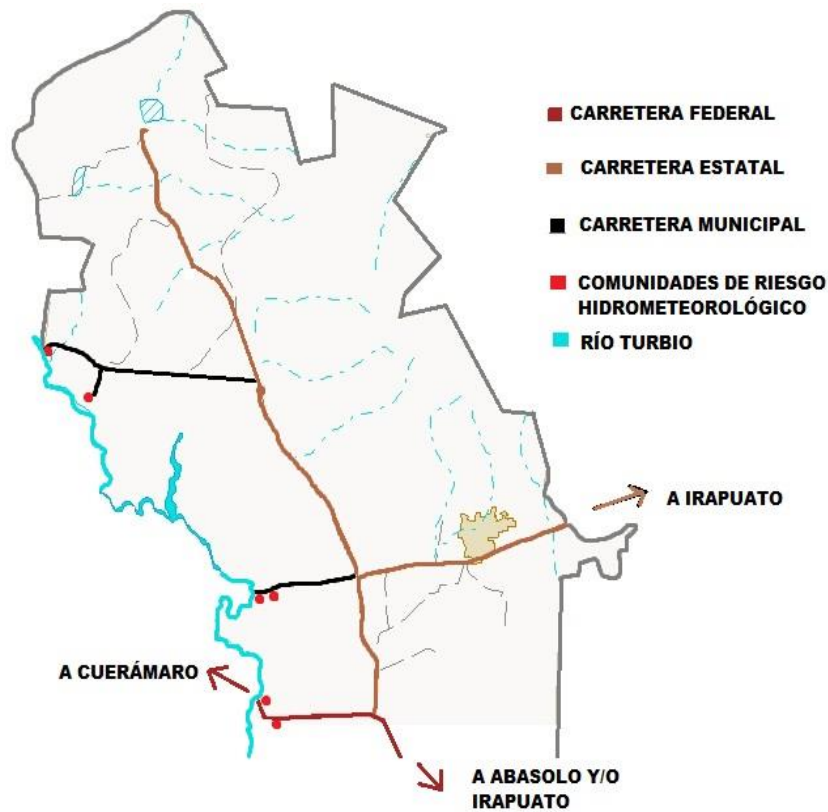 CARRETERA FEDERAL
CARRETERA ESTATAL
CARRETERA MUNICIPAL
COMUNIDADES DE RIESGO
HIDROMETEOROLÓGICO
RÍO TURBIO
A IRAPUATO
A CUERÁMARO
A ABASOLO Y/O
IRAPUATO